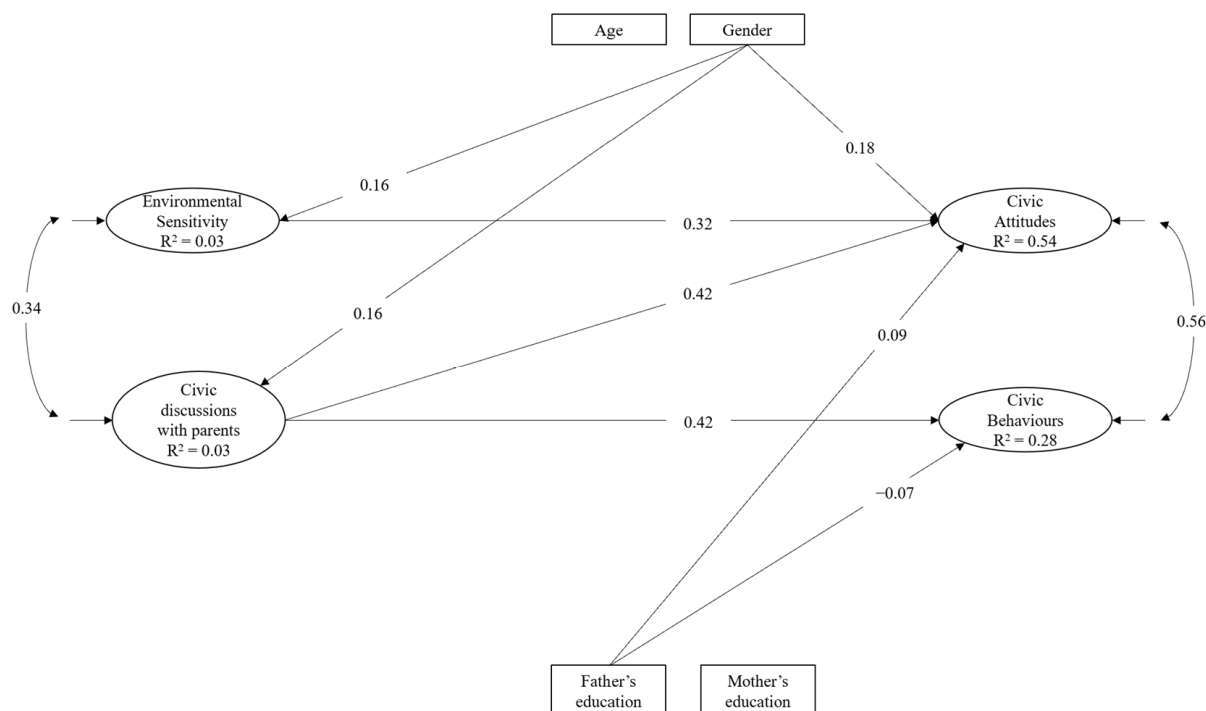 Age
Gender
0.18
0.16
Environmental
Sensitivity
R² = 0.03
0.32
Civic
Attitudes
R² = 0.54
0.34
0.42
0.16
0.09
0.56
Civic
discussions
with parents
R² = 0.03
0.42
Civic
Behaviours
R² = 0.28
−0.07
Father’s
education
Mother’s
education